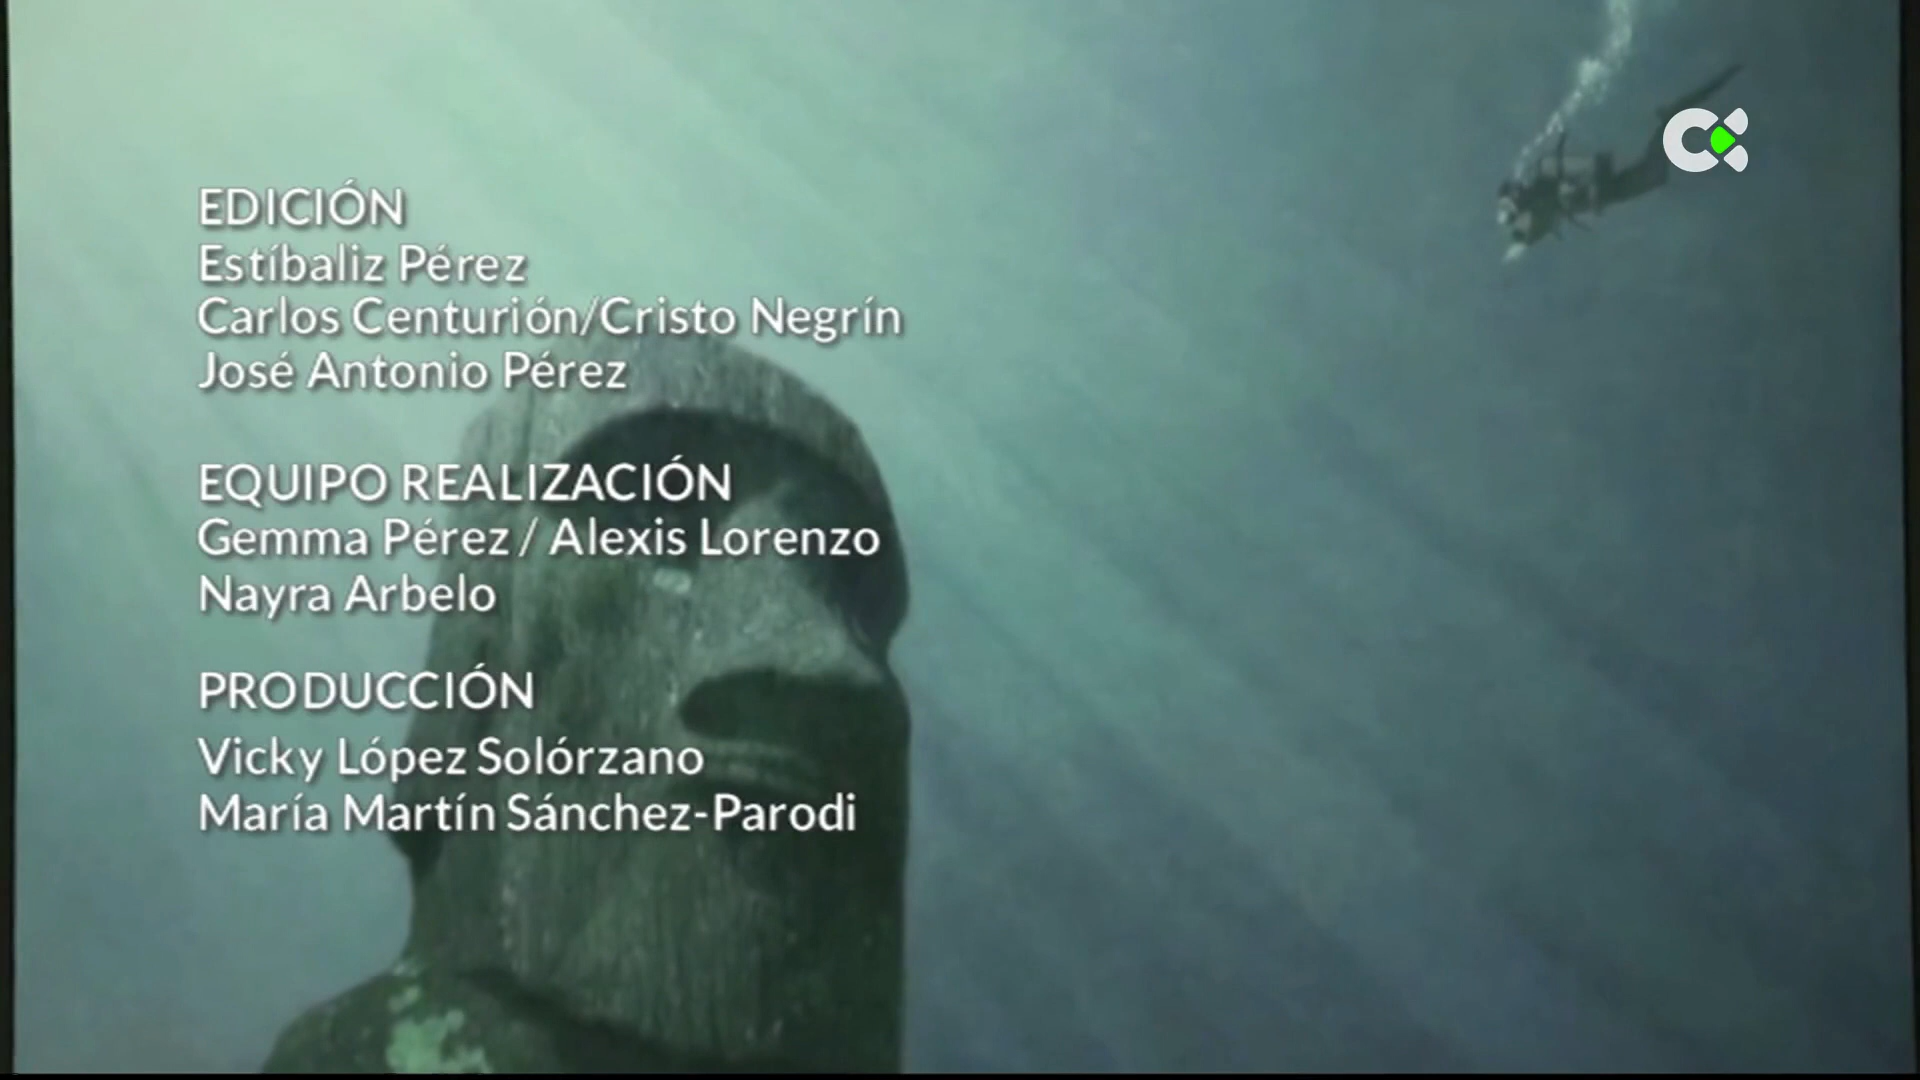 EDICIÓN
Estíbaliz Pérez
Carlos Centurión/Cristo Negrín
José Antonio Pérez
EQUIPO REALIZACIÓN
Gemma Pérez / Alexis Lorenzo
Nayra Arbelo
PRODUCCIÓN
Vicky López Solórzano
María Martín Sánchez-Parodi